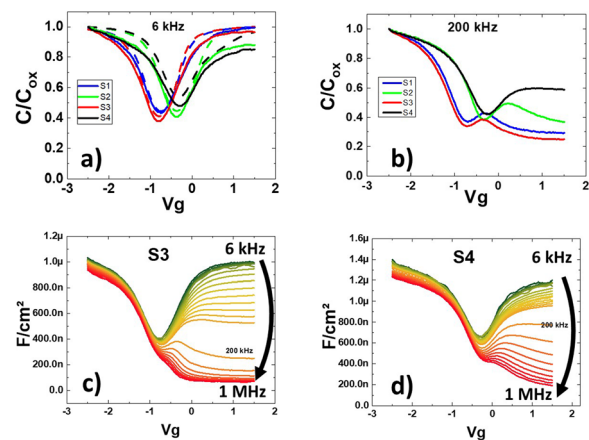 6 kHz
1.0
0.8
0.6
0.4
0.2
0.0
C/Cox
S1
S2
S3
S4
a)
-3 -2 -1 0 1 2
Vg
200 kHz
1.0
0.8
0.6
0.4
0.2
0.0
C/Cox
S1
S2
S3
S4
b)
-3 -2 -1 0 1 2
Vg
1.2µ
1.0µ
800.0n
600.0n
400.0n
200.0n
0.0
F/cm²
S3
6 kHz
200 kHz
1 MHz
c)
-3 -2 -1 0 1 2
Vg
1.6µ
1.4µ
1.2µ
1.0µ
800.0n
600.0n
400.0n
200.0n
0.0
F/cm²
S4
6 kHz
200 kHz
1 MHz
d)
-3 -2 -1 0 1 2
Vg